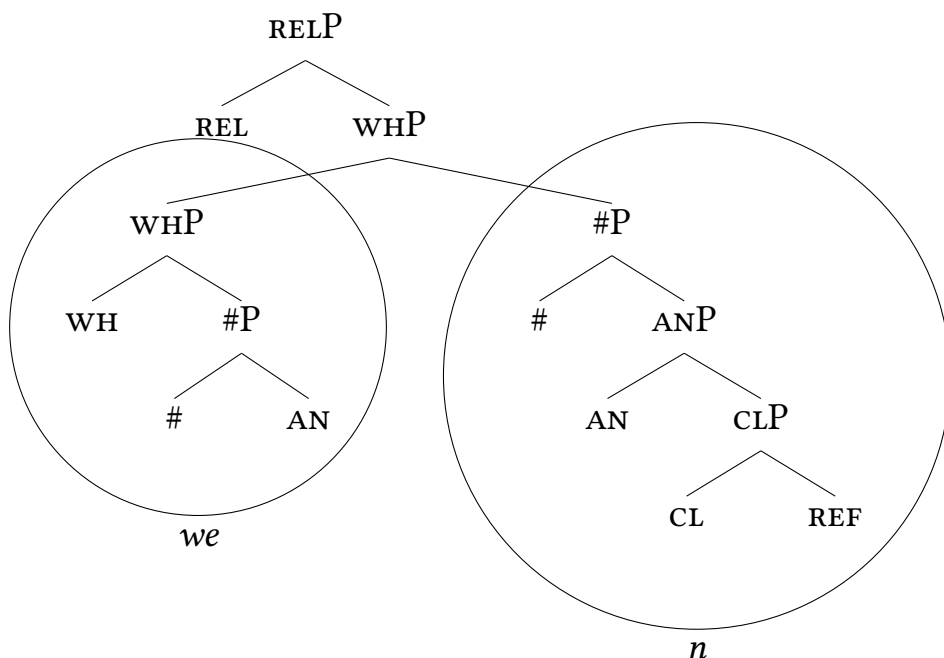 RELP
REL WHP
WHP #P
WH #P # ANP
# AN AN CLP
CL REF
we
n